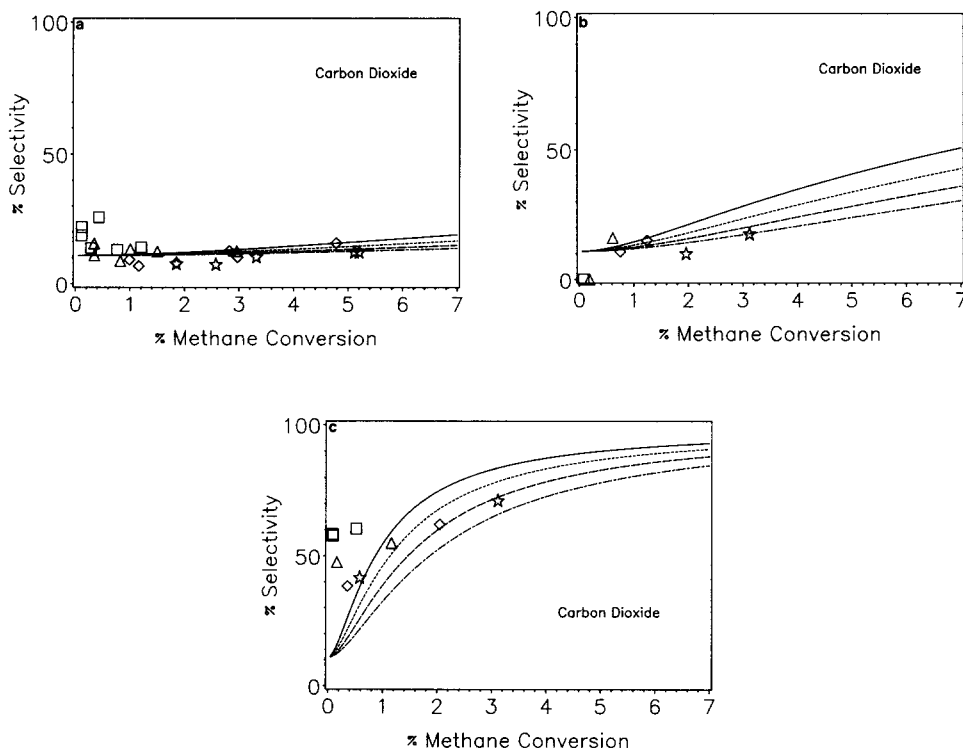 a
100
Carbon Dioxide
% Selectivity
50
0
0 1 2 3 4 5 6 7
% Methane Conversion
b
100
Carbon Dioxide
% Selectivity
50
0
0 1 2 3 4 5 6 7
% Methane Conversion
c
100
% Selectivity
50
Carbon Dioxide
0
0 1 2 3 4 5 6 7
% Methane Conversion